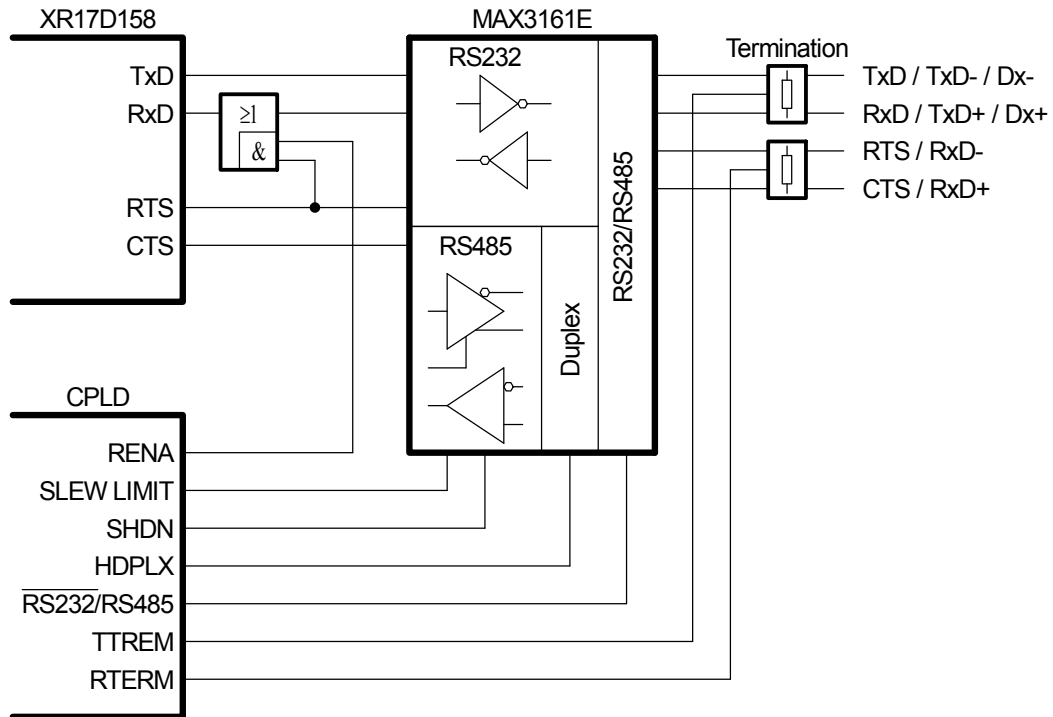 XR17D158
MAX3161E
Termination
TxD
RxD
RTS
CTS
≥1
&
RS232
RS485
Duplex
RS232/RS485
TxD / TxD- / Dx-
RxD / TxD+ / Dx+
RTS / RxD-
CTS / RxD+
CPLD
RENA
SLEW LIMIT
SHDN
HDPLX
RS232/RS485
TTREM
RTERM